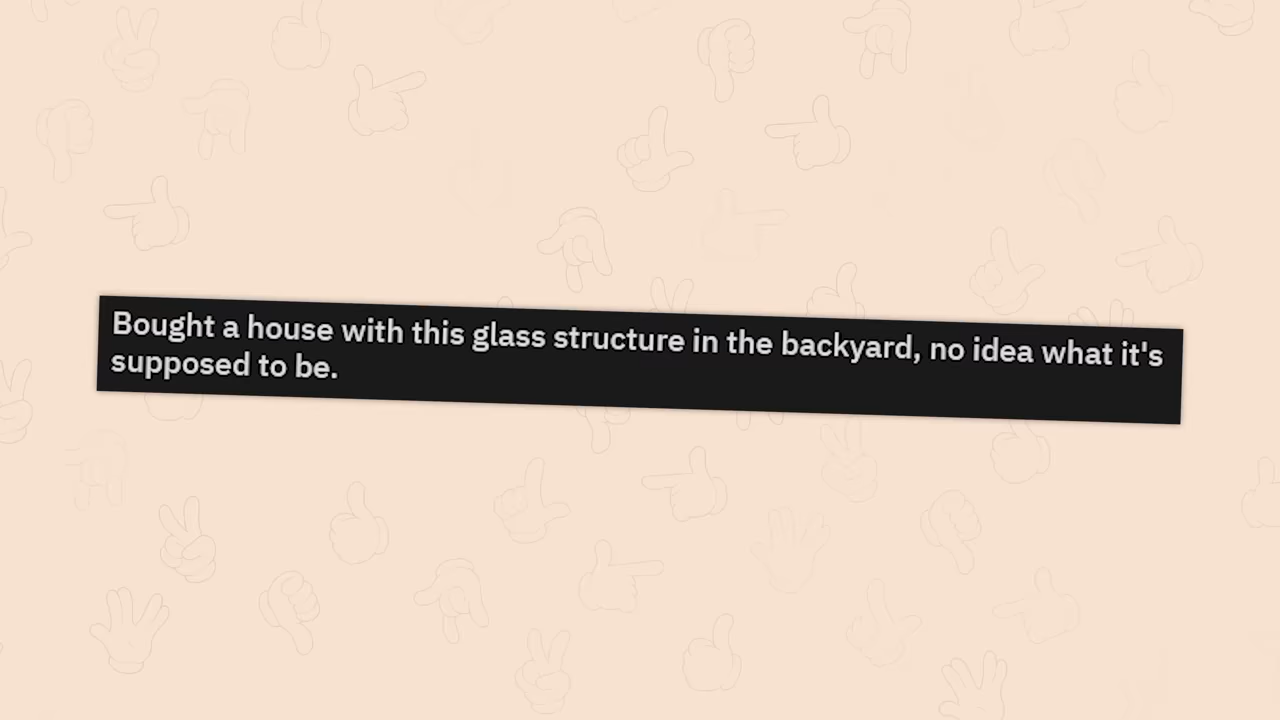 Bought a house with this glass structure in the backyard, no idea what it's
supposed to be.